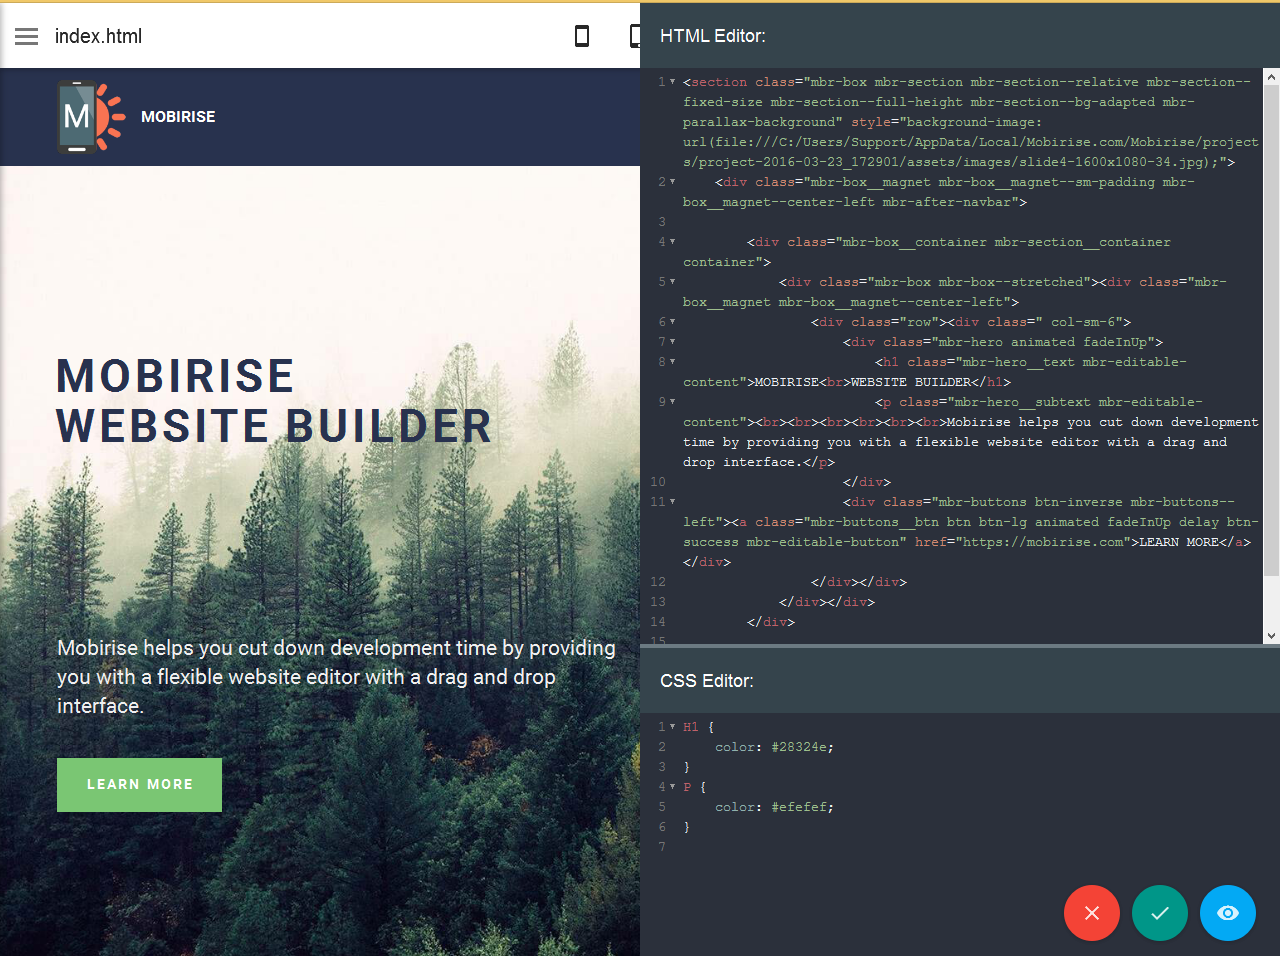 index.html
M
MOBIRISE
MOBIRISE
WEBSITE BUILDER
Mobirise helps you cut down development time by providing
you with a flexible website editor with a drag and drop
interface.
LEARN MORE
HTML Editor:
1 <section class="mbr-box mbr-section mbr-section--relative mbr-section--
fixed-size mbr-section--full-height mbr-section--bg-adapted mbr-
parallax-background" style="background-image:
url(file:///C:/Users/Support/AppData/Local/Mobirise.com/Mobirise/project
s/project-2016-03-23_172901/assets/images/slide4-1600x1080-34.jpg);">
2 <div class="mbr-box__magnet mbr-box__magnet--sm-padding mbr-
box__magnet--center-left mbr-after-navbar">
3
4 <div class="mbr-box__container mbr-section__container
container">
5 <div class="mbr-box mbr-box--stretched"><div class="mbr-
box__magnet mbr-box__magnet--center-left">
6 <div class="row"><div class=" col-sm-6">
7 <div class="mbr-hero animated fadeInUp">
8 <h1 class="mbr-hero__text mbr-editable-
content">MOBIRISE<br>WEBSITE BUILDER</h1>
9 <p class="mbr-hero__subtext mbr-editable-
content"><br><br><br><br><br><br>Mobirise helps you cut down development
time by providing you with a flexible website editor with a drag and
drop interface.</p>
10 </div>
11 <div class="mbr-buttons btn-inverse mbr-buttons--
left"><a class="mbr-buttons__btn btn btn-lg animated fadeInUp delay btn-
success mbr-editable-button" href="https://mobirise.com">LEARN MORE</a>
</div>
12 </div></div>
13 </div></div>
14 </div>
15
CSS Editor:
1 H1 {
2 color: #28324e;
3 }
4 P {
5 color: #efefef;
6 }
7